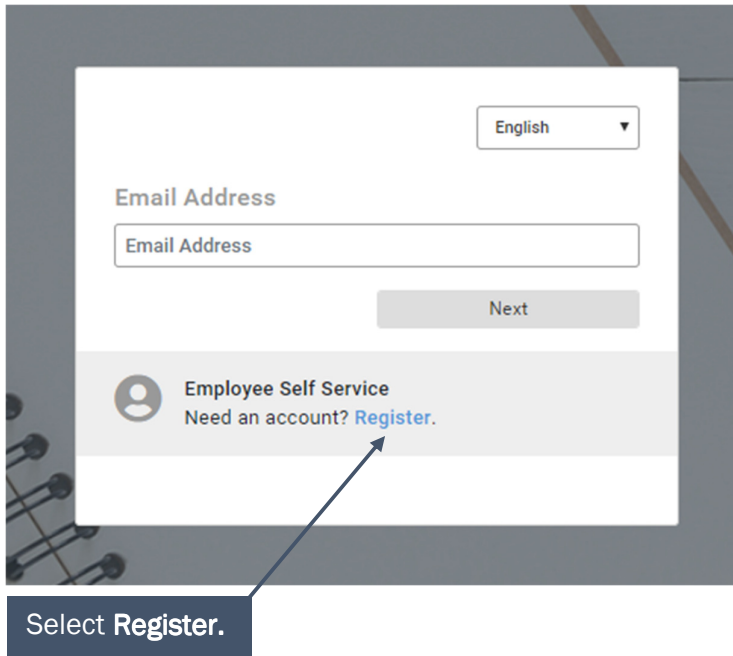 English
Email Address
Email Address
Next
Employee Self Service
Need an account? Register.
Select Register.